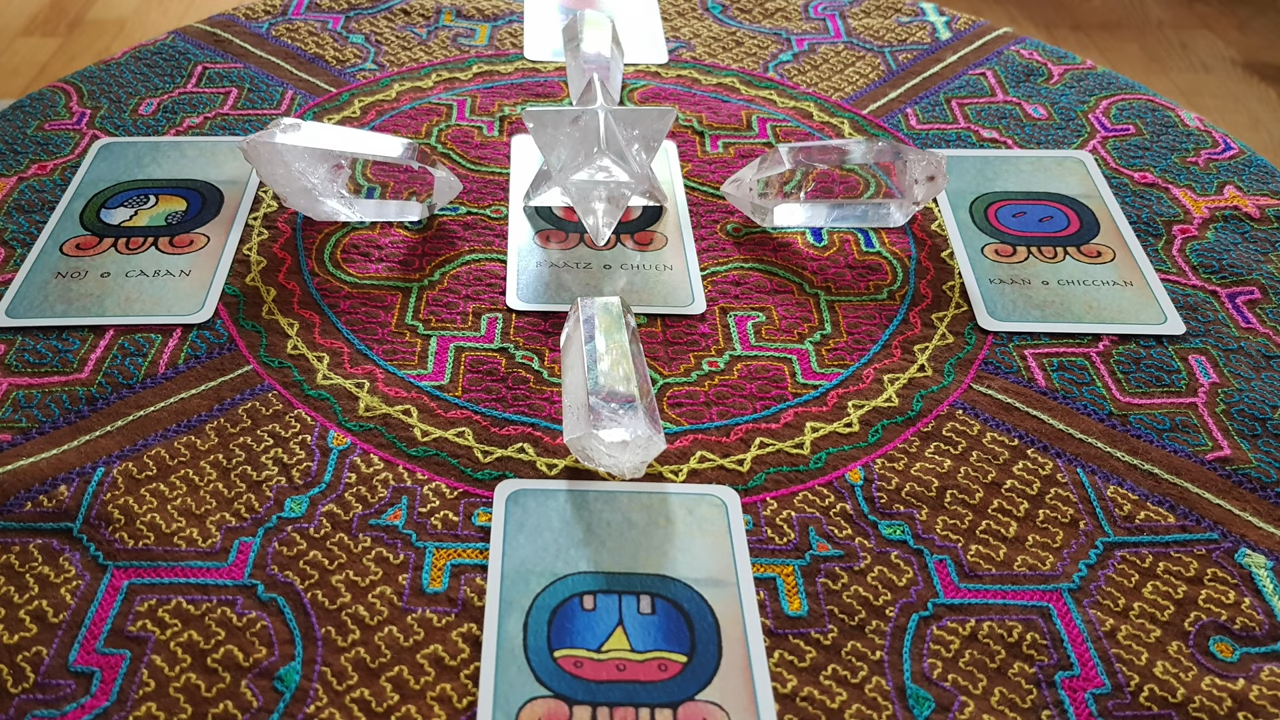 NOJ ✪ CABAN
B'AATZ ✪ CHUEN
KAAN ✪ CHICCHAN